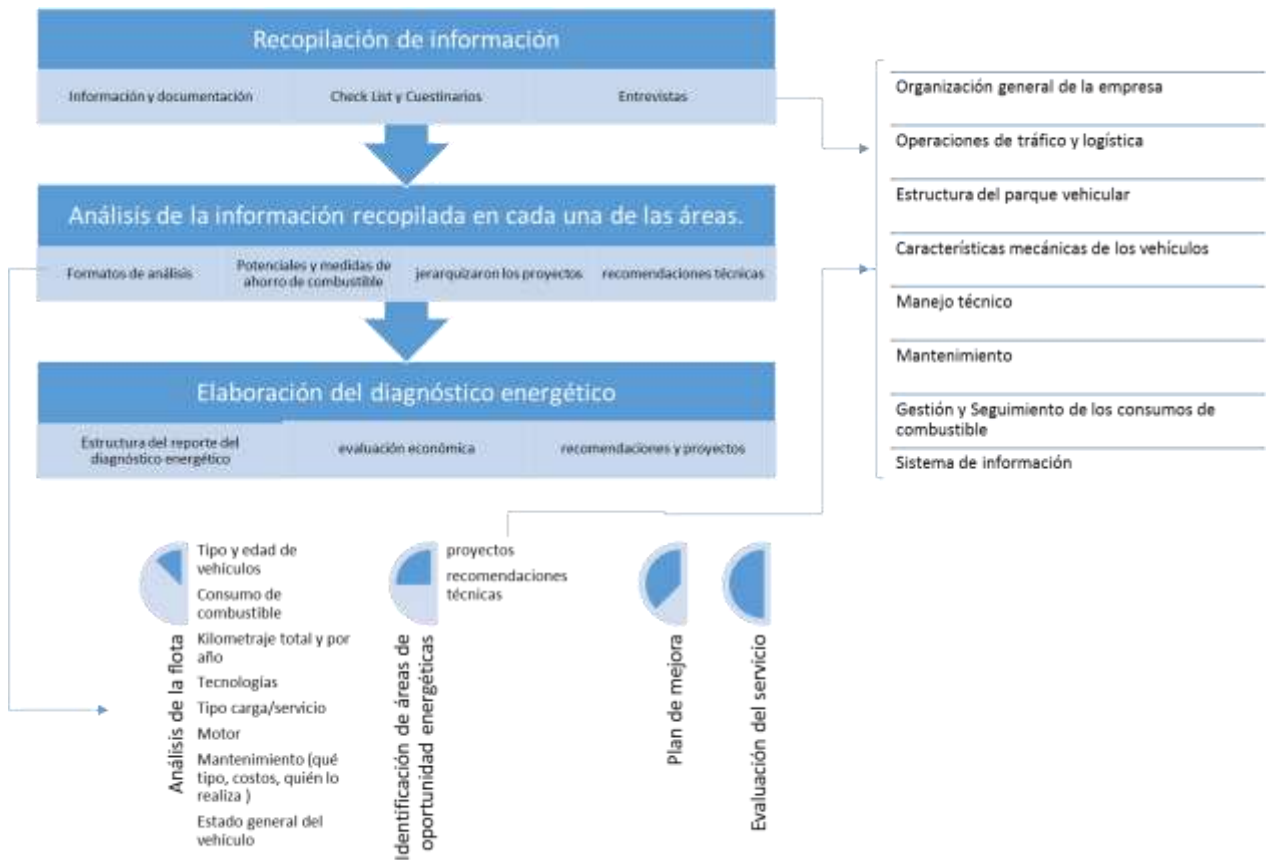 Recopilación de información
Información y documentación
Check List y Cuestinarios
Entrevistas
Análisis de la información recopilada en cada una de las áreas.
Formatos de análisis
Potenciales y medidas de
ahorro de combustible
jerarquizaron los proyectos
recomendaciones técnicas
Elaboración del diagnóstico energético
Estructura del reporte del
diagnóstico energético
evaluación económica
recomendaciones y proyectos
Organización general de la empresa
Operaciones de tráfico y logística
Estructura del parque vehicular
Características mecánicas de los vehículos
Manejo técnico
Mantenimiento
Gestión y Seguimiento de los consumos de
combustible
Sistema de información
Análisis de la flota
Tipo y edad de
vehículos
Consumo de
combustible
Kilometraje total y por
año
Tecnologías
Tipo carga/servicio
Motor
Mantenimiento (qué
tipo, costos, quién lo
realiza )
Estado general del
vehículo
Identificación de áreas de
oportunidad energéticas
proyectos
recomendaciones
técnicas
Plan de mejora
Evaluación del servicio